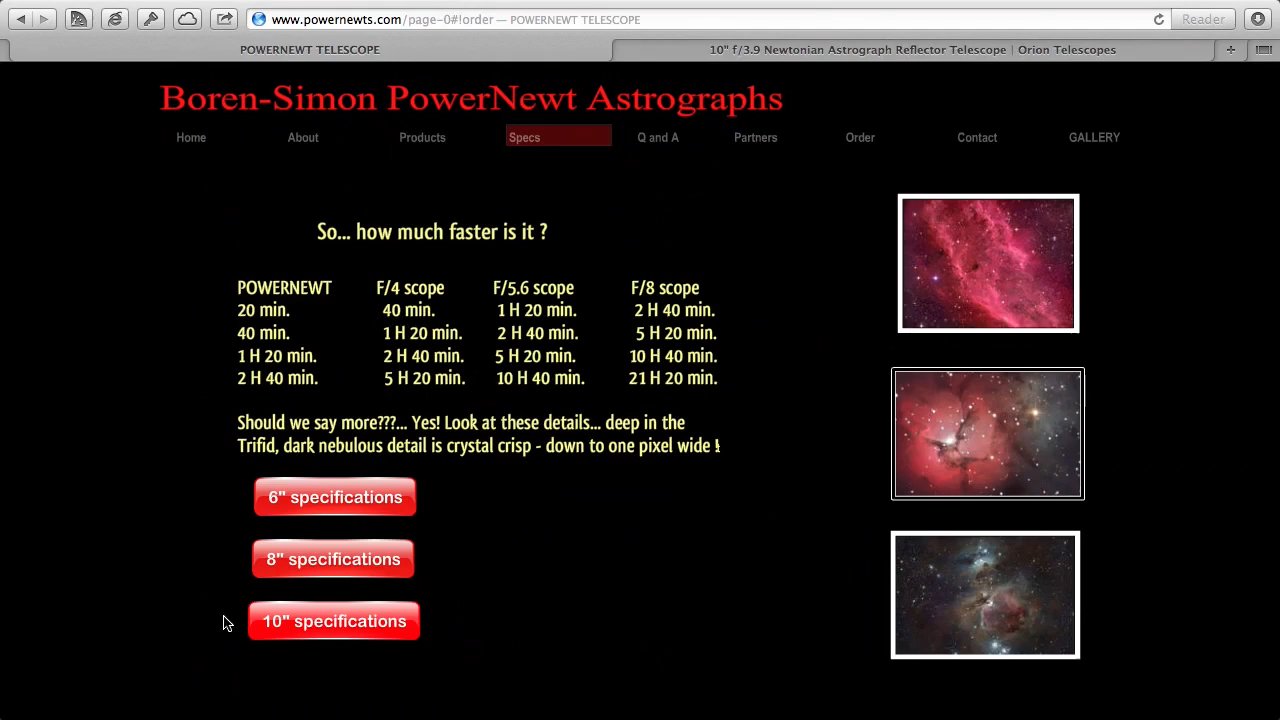 www.powernewts.com/page-0#!order — POWERNEWT TELESCOPE
Reader
POWERNEWT TELESCOPE
10" f/3.9 Newtonian Astrograph Reflector Telescope | Orion Telescopes
Boren-Simon PowerNewt Astrographs
Home About Products Specs Q and A Partners Order Contact GALLERY
So... how much faster is it ?
POWERNEWT F/4 scope F/5.6 scope F/8 scope
20 min. 40 min. 1 H 20 min. 2 H 40 min.
40 min. 1 H 20 min. 2 H 40 min. 5 H 20 min.
1 H 20 min. 2 H 40 min. 5 H 20 min. 10 H 40 min.
2 H 40 min. 5 H 20 min. 10 H 40 min. 21 H 20 min.
Should we say more???... Yes! Look at these details... deep in the
Trifid, dark nebulous detail is crystal crisp - down to one pixel wide !
6" specifications
8" specifications
10" specifications